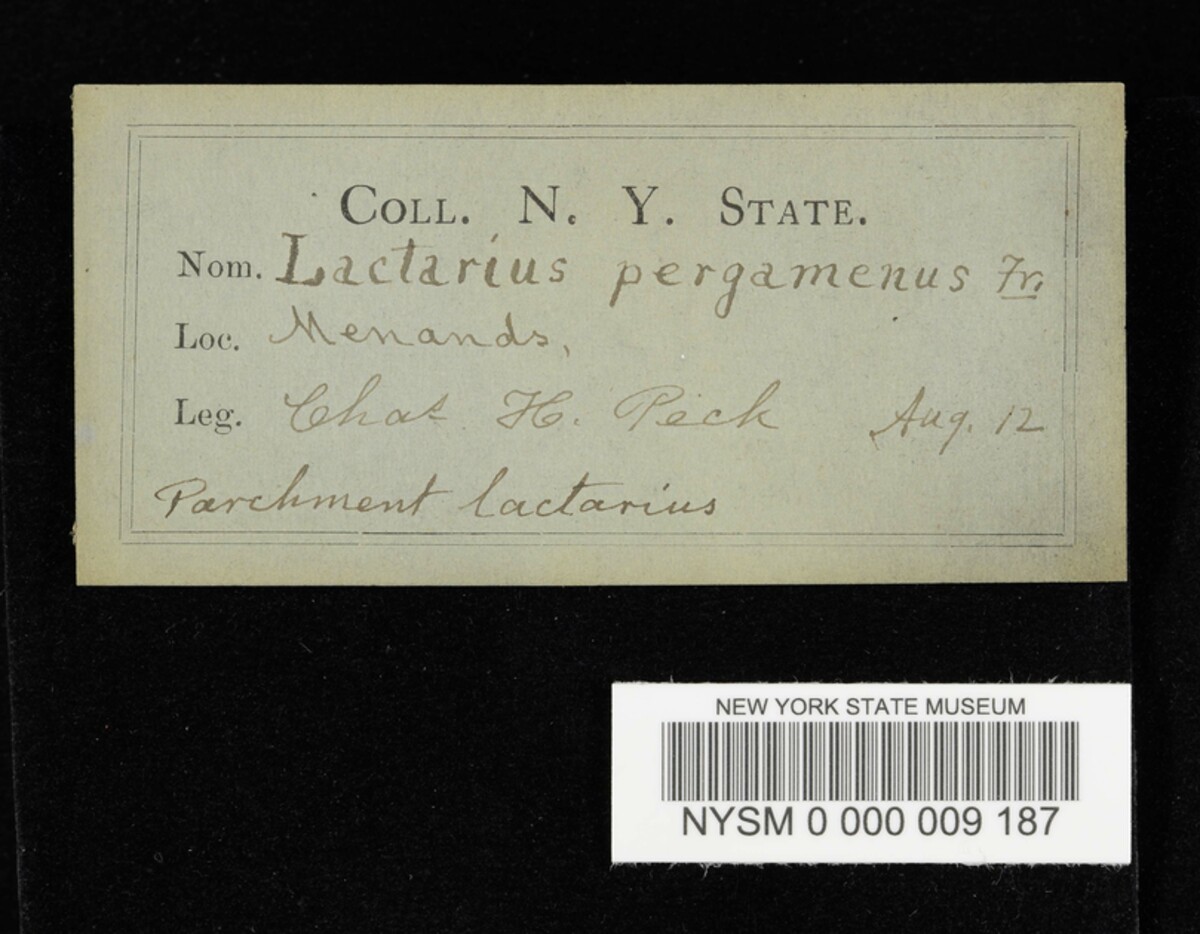 COLL. N. Y. STATE.
Nom. Lactarius pergamenus Fr.
Loc. Menands,
Leg. Chas. H. Peck Aug. 12
Parchment lactarius
NEW YORK STATE MUSEUM
NYSM 0 000 009 187